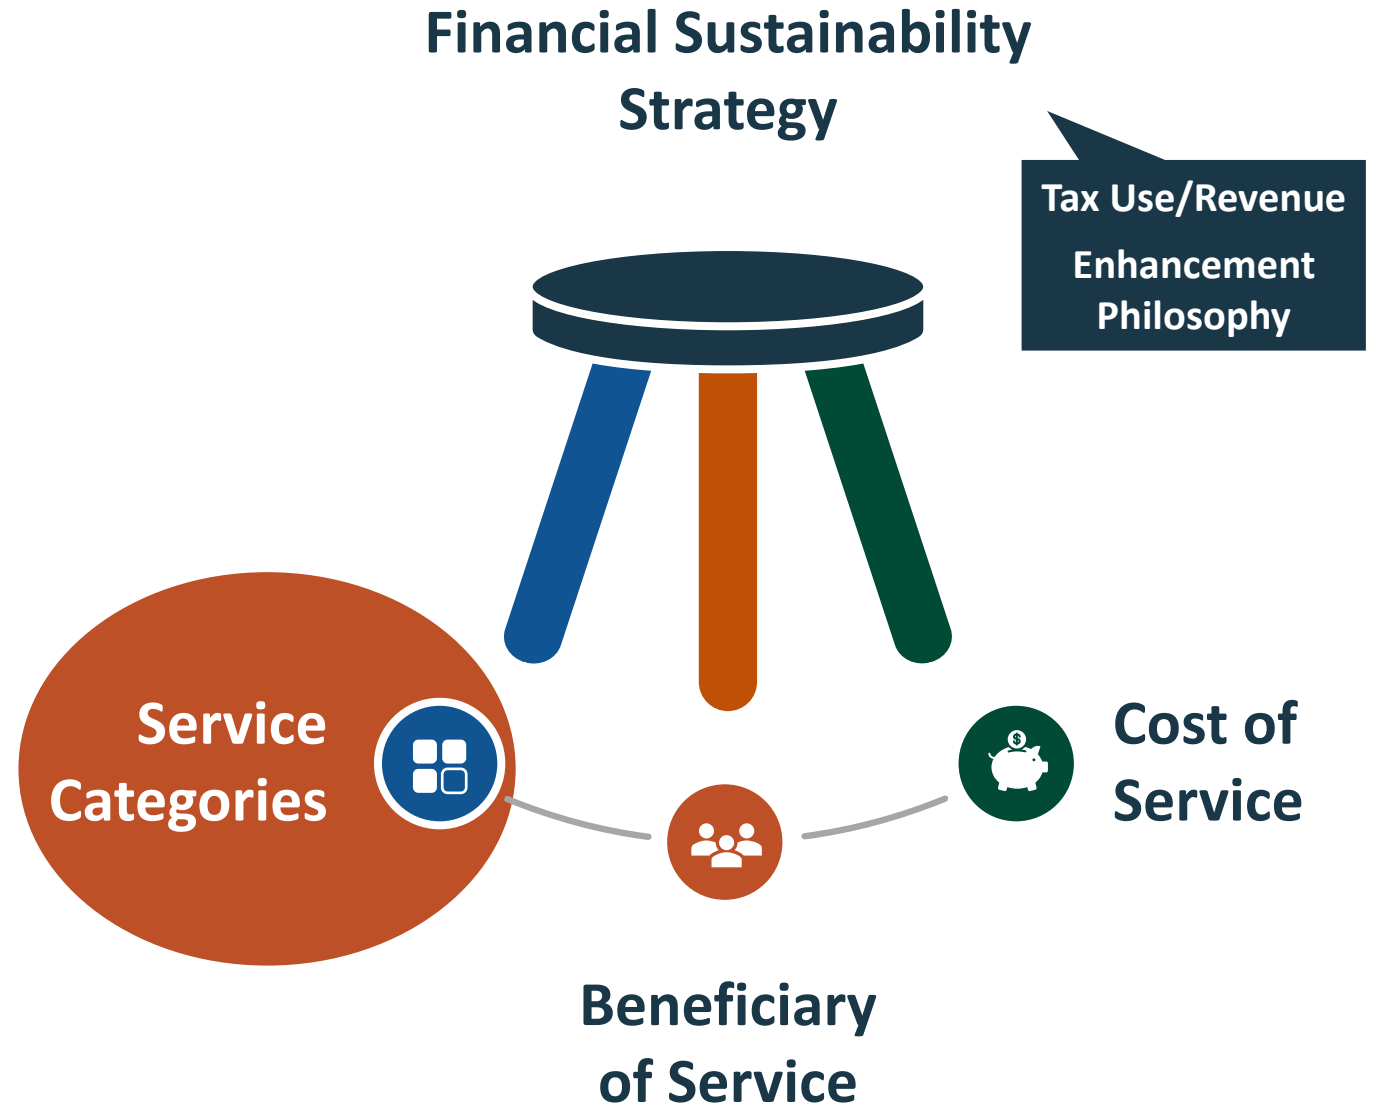 Financial Sustainability
Strategy
Tax Use/Revenue
Enhancement
Philosophy
Service
Categories
$
Cost of
Service
Beneficiary
of Service